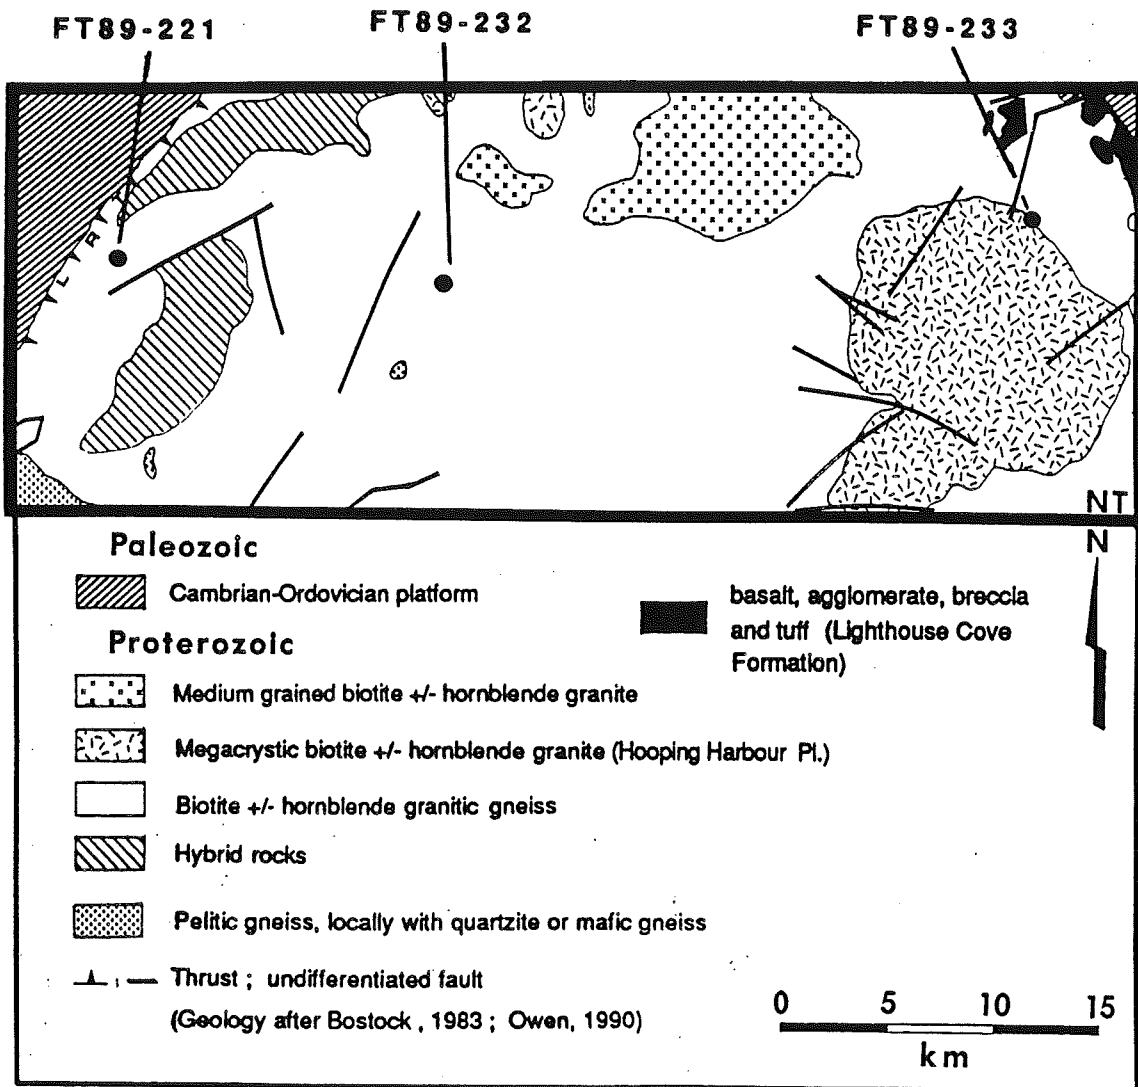 FT89-221
FT89-232
FT89-233
NT
N
Paleozoic
Cambrian-Ordovician platform
basalt, agglomerate, breccia
and tuff (Lighthouse Cove
Formation)
Proterozoic
Medium grained biotite +/- hornblende granite
Megacrystic biotite +/- hornblende granite (Hooping Harbour Pl.)
Biotite +/- hornblende granitic gneiss
Hybrid rocks
Pelitic gneiss, locally with quartzite or mafic gneiss
Thrust ; undifferentiated fault
(Geology after Bostock , 1983 ; Owen, 1990)
0 5 10 15
km